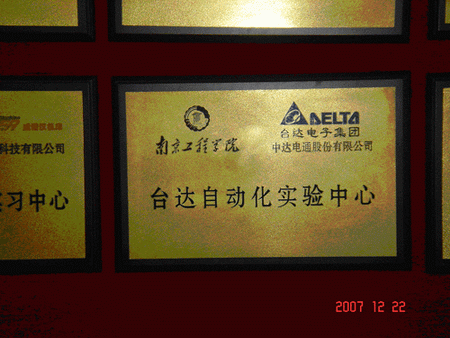 科技有限公司
习中心
DELTA
台达电子集团
南京工程学院
中达电通股份有限公司
台达自动化实验中心
2007 12 22